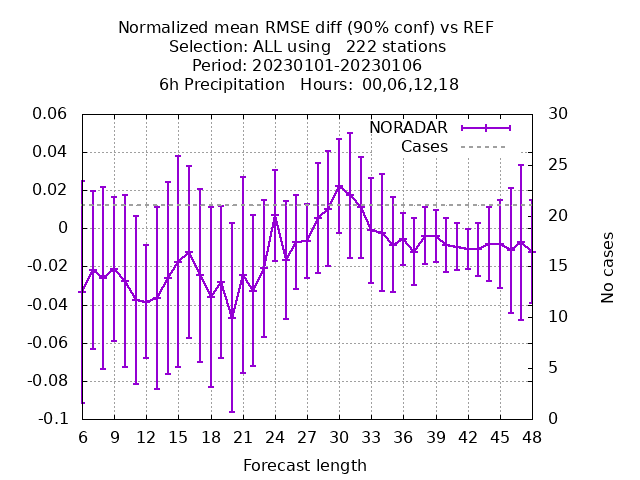 Normalized mean RMSE diff (90% conf) vs REF
Selection: ALL using   222 stations
Period: 20230101-20230106
6h Precipitation   Hours:  00,06,12,18
NORADAR
Cases
0.06
0.04
0.02
0
-0.02
-0.04
-0.06
-0.08
-0.1
30
25
20
15
10
5
0
No cases
6 9 12 15 18 21 24 27 30 33 36 39 42 45 48
Forecast length